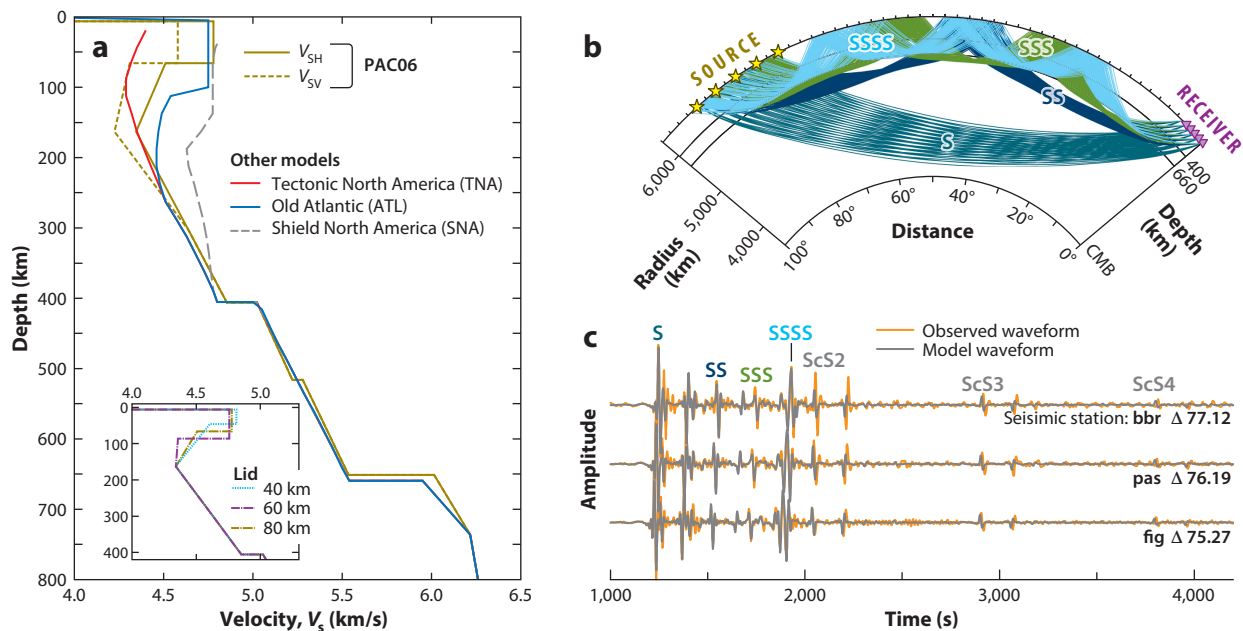 a
0
100
200
300
400
500
600
700
800
Depth (km)
4.0
4.5
5.0
5.5
6.0
6.5
Velocity, Vs (km/s)
VSH
VSV
PAC06
Other models
Tectonic North America (TNA)
Old Atlantic (ATL)
Shield North America (SNA)
4.0
4.5
5.0
0
100
200
300
400
Lid
40 km
60 km
80 km
b
SOURCE
SSSS
SSS
SS
S
RECEIVER
6,000
5,000
4,000
Radius
(km)
100°
80°
60°
40°
20°
0°
Distance
CMB
400
660
Depth
(km)
c
S
SS
SSS
SSSS
ScS2
ScS3
ScS4
Observed waveform
Model waveform
Seisimic station: bbr Δ 77.12
pas Δ 76.19
fig Δ 75.27
Amplitude
1,000
2,000
3,000
4,000
Time (s)